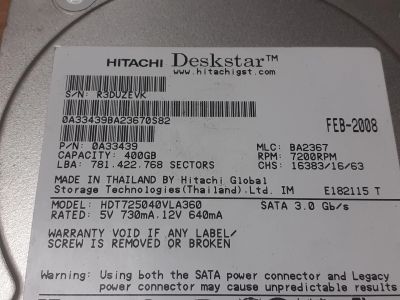 HITACHI Deskstar™
www.hitachigst.com
S/N: R3DUZEVK
0A33439BA23670S82
FEB-2008
P/N: 0A33439 MLC: BA2367
CAPACITY: 400GB RPM: 7200RPM
LBA: 781.422.768 SECTORS CHS: 16383/16/63
MADE IN THAILAND BY Hitachi Global
Storage Technologies(Thailand).Ltd. IM E182115 T
MODEL: HDT725040VLA360 SATA 3.0 Gb/s
RATED: 5V 730mA.12V 640mA
WARRANTY VOID IF ANY LABEL/
SCREW IS REMOVED OR BROKEN
Warning: Using both the SATA power connector and Legacy
power connector may cause unpredictable results